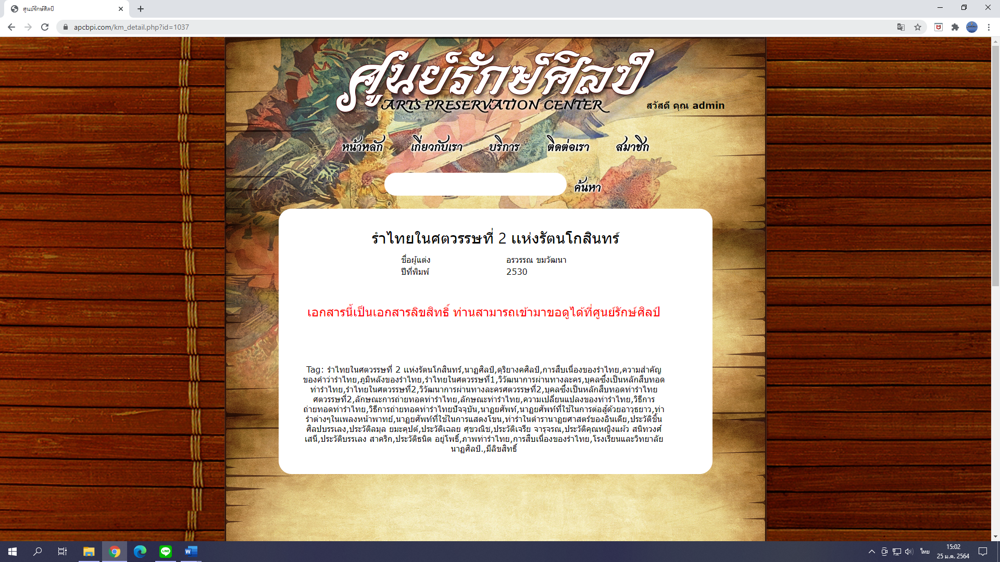 ศูนย์รักษ์ศิลป์
apcbpi.com/km_detail.php?id=1037
ศูนย์รักษ์ศิลป์
ARTS PRESERVATION CENTER
สวัสดี คุณ admin
หน้าหลัก เกี่ยวกับเรา บริการ ติดต่อเรา สมาชิก
ค้นหา
รำไทยในศตวรรษที่ 2 แห่งรัตนโกสินทร์
ชื่อผู้แต่ง อรวรรณ ขมวัฒนา
ปีที่พิมพ์ 2530
เอกสารนี้เป็นเอกสารลิขสิทธิ์ ท่านสามารถเข้ามาขอดูได้ที่ศูนย์รักษ์ศิลป์
Tag: รำไทยในศตวรรษที่ 2 แห่งรัตนโกสินทร์,นาฏศิลป์,ดุริยางคศิลป์,การสืบเนื่องของรำไทย,ความสำคัญ
ของคำว่ารำไทย,ภูมิหลังของรำไทย,รำไทยในศตวรรษที่1,วิวัฒนาการผ่านทางละคร,บุคลซึ่งเป็นหลักสืบทอด
ท่ารำไทย,รำไทยในศตวรรษที่2,วิวัฒนาการผ่านทางละครศตวรรษที่2,บุคลซึ่งเป็นหลักสืบทอดท่ารำไทย
ศตวรรษที่2,ลักษณะการถ่ายทอดท่ารำไทย,ลักษณะท่ารำไทย,ความเปลี่ยนแปลงของท่ารำไทย,วิธีการ
ถ่ายทอดท่ารำไทย,วิธีการถ่ายทอดท่ารำไทยปัจจุบัน,นาฏยศัพท์,นาฏยศัพท์ที่ใช้ในการต่อสู้ด้วยอาวุธยาว,ท่า
รำต่างๆในเพลงหน้าพาทย์,นาฏยศัพท์ที่ใช้ในการแสดงโขน,ท่ารำในตำรานาฏยศาสตร์ของอินเดีย,ประวัติชิ้น
ศิลปบรรเลง,ประวัติลมุล ยมะคุปต์,ประวัติเฉลย ศุขวณิช,ประวัติเจรีย จารุจรณ,ประวัติคุณหญิงแผ้ว สนิทวงศ์
เสนี,ประวัติบรรเลง สาคริก,ประวัติธนิต อยู่โพธิ์,ภาพท่ารำไทย,การสืบเนื่องของรำไทย,โรงเรียนและวิทยาลัย
นาฏศิลป์.,มีลิขสิทธิ์
ไทย
15:02
25 ม.ค. 2564